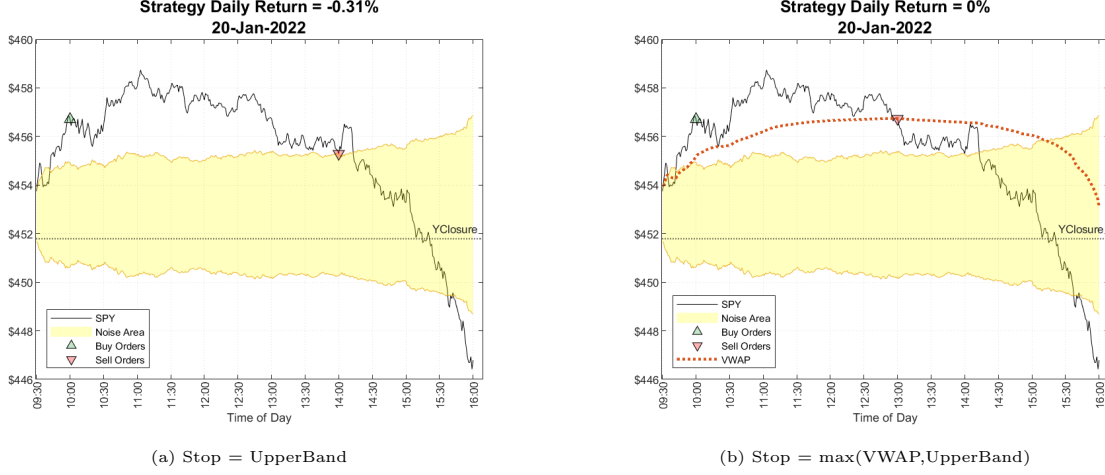 Strategy Daily Return = -0.31%
20-Jan-2022
$460
$458
$456
$454
$452
$450
$448
$446
YClosure
SPY
Noise Area
Buy Orders
Sell Orders
09:30
10:00
10:30
11:00
11:30
12:00
12:30
13:00
13:30
14:00
14:30
15:00
15:30
16:00
Time of Day
(a) Stop = UpperBand
Strategy Daily Return = 0%
20-Jan-2022
$460
$458
$456
$454
$452
$450
$448
$446
YClosure
SPY
Noise Area
Buy Orders
Sell Orders
VWAP
09:30
10:00
10:30
11:00
11:30
12:00
12:30
13:00
13:30
14:00
14:30
15:00
15:30
16:00
Time of Day
(b) Stop = max(VWAP,UpperBand)